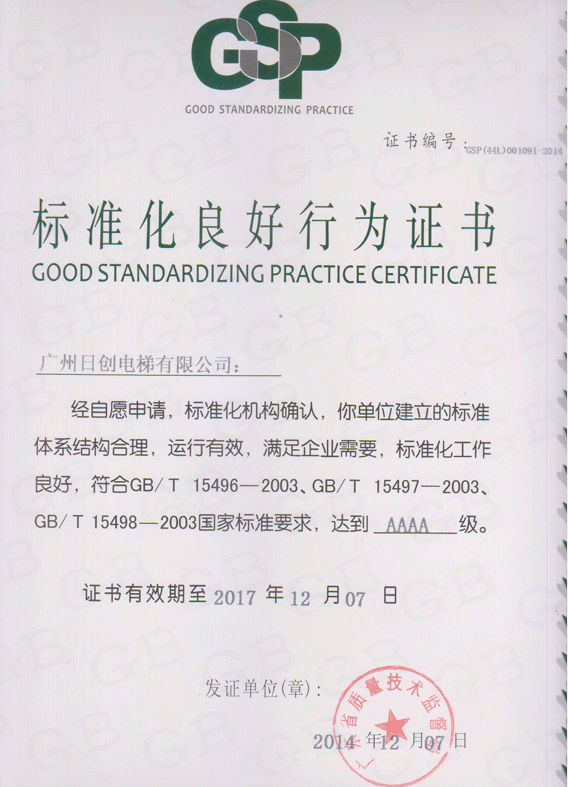 GSP
GOOD STANDARDIZING PRACTICE
证书编号:GSP(44L)001091-2014
标准化良好行为证书
GOOD STANDARDIZING PRACTICE CERTIFICATE
广州日创电梯有限公司:
经自愿申请，标准化机构确认，你单位建立的标准
体系结构合理，运行有效，满足企业需要，标准化工作
良好，符合GB/T 15496—2003、GB/T 15497—2003、
GB/T 15498—2003国家标准要求，达到 AAAA 级。
证书有效期至 2017 年 12 月 07 日
发证单位(章):
广东省质量技术监督局
2014 年 12 月 07 日